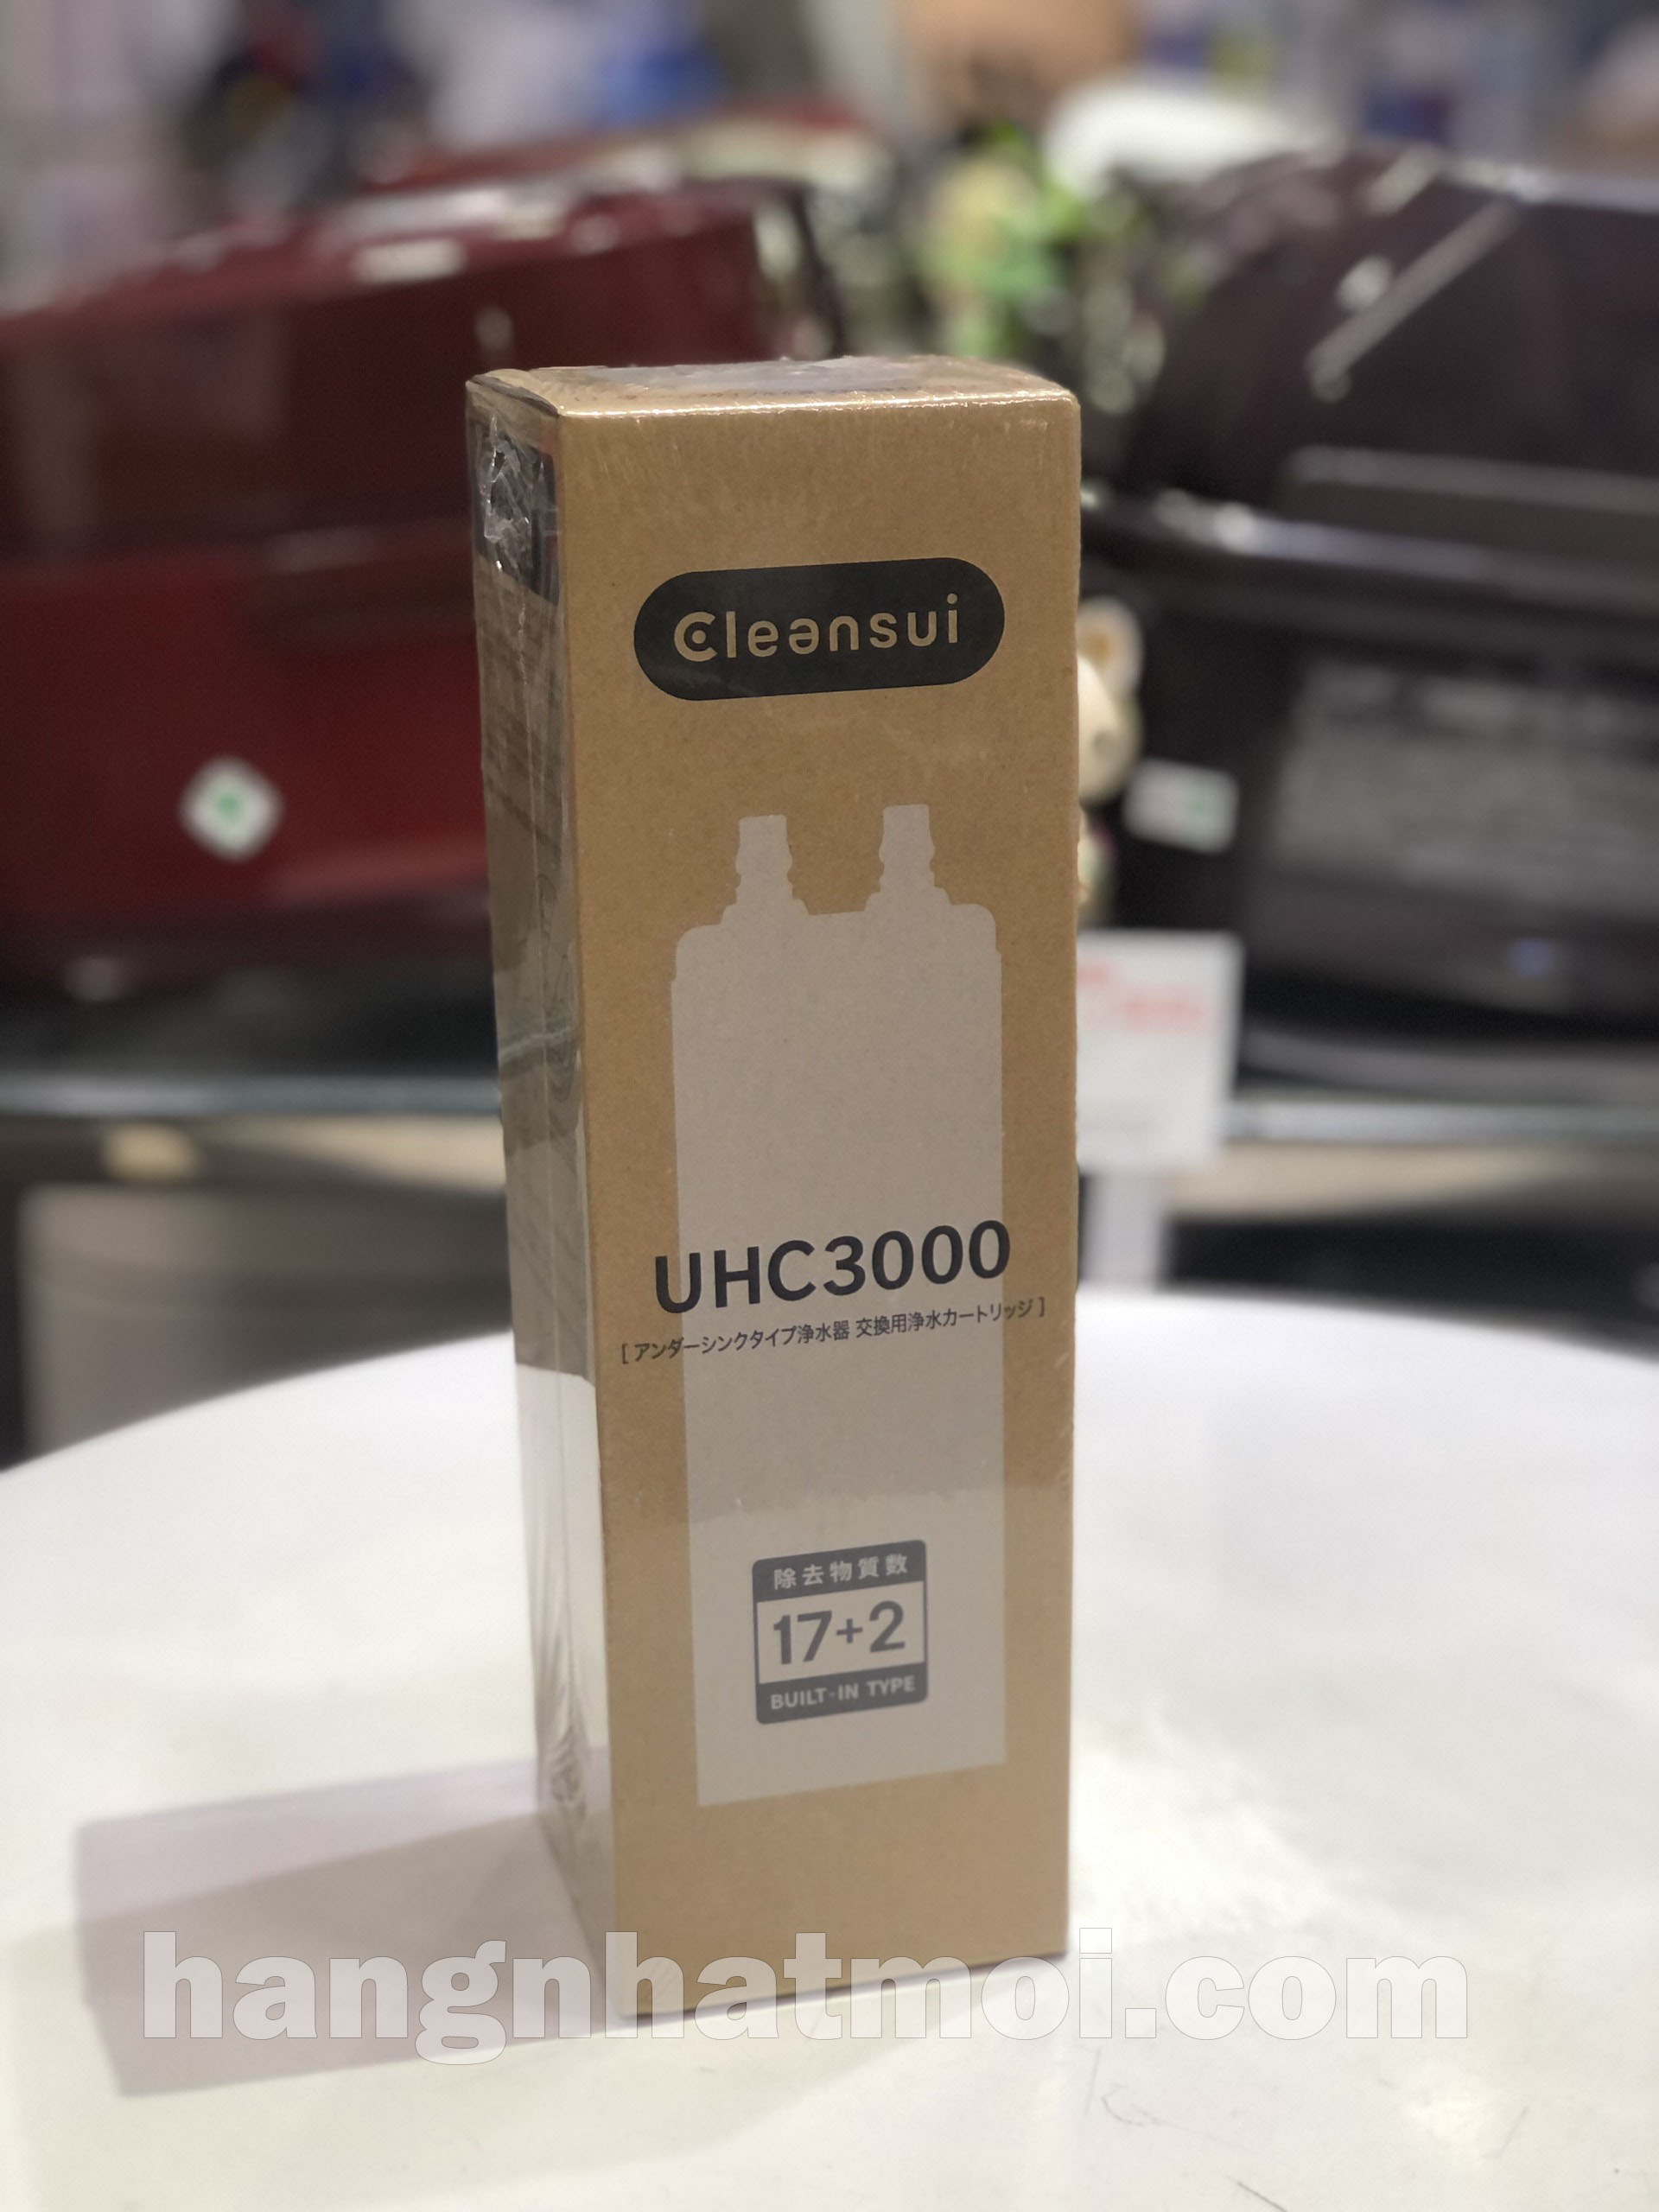 Cleansui
UHC3000
[ アンダーシンクタイプ浄水器 交換用浄水カートリッジ ]
除去物質数
17+2
BUILT-IN TYPE
hangnhatmoi.com